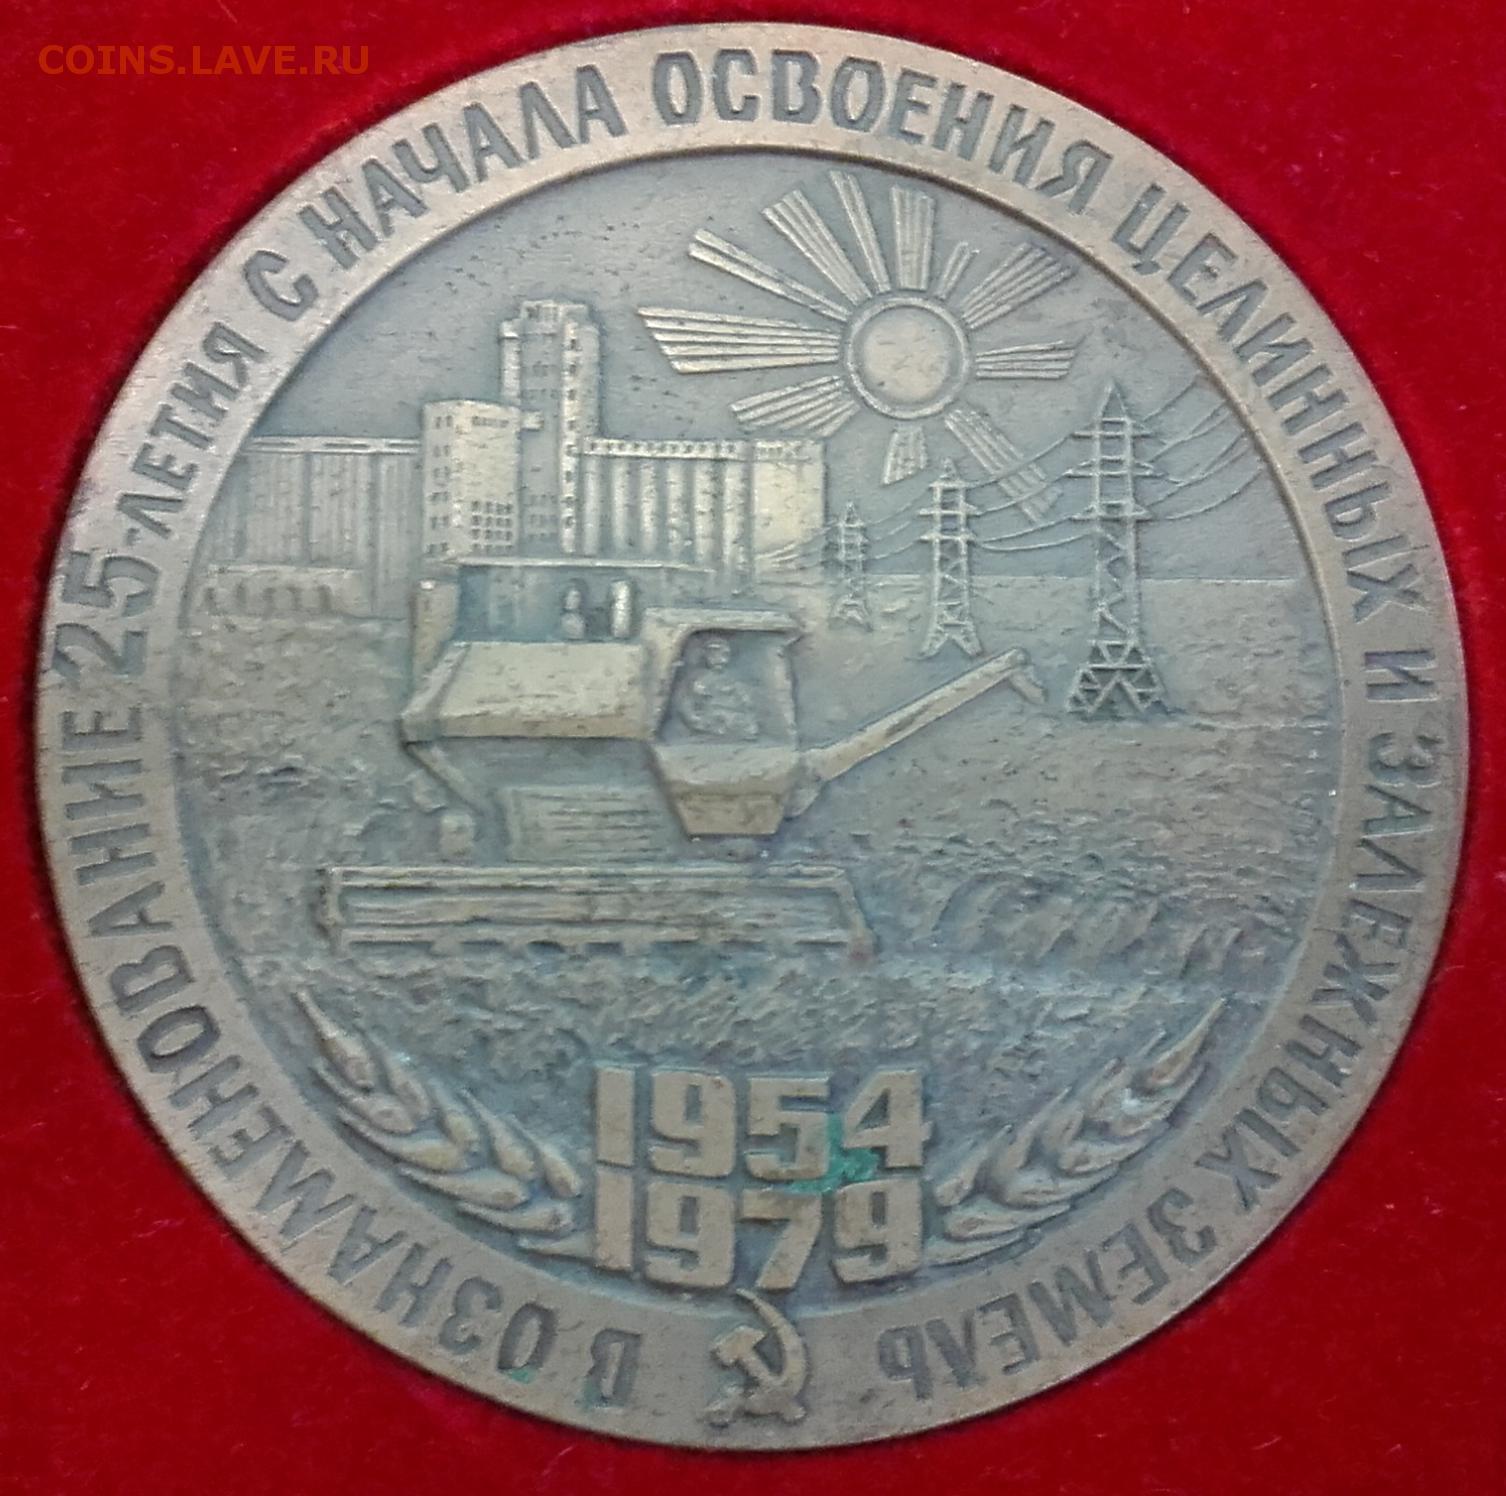 COINS.LAVE.RU
В ОЗНАМЕНОВАНИЕ 25-ЛЕТИЯ С НАЧАЛА ОСВОЕНИЯ ЦЕЛИННЫХ И ЗАЛЕЖНЫХ ЗЕМЕЛЬ
1954
1979